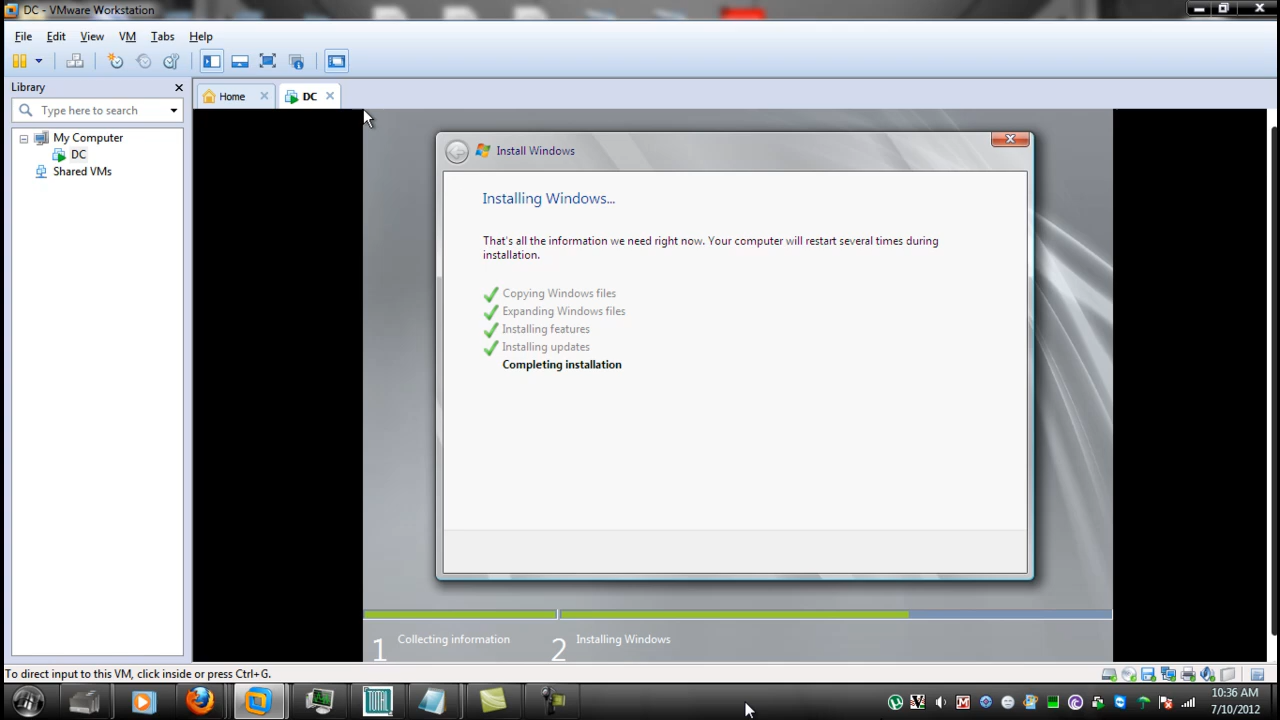 DC - VMware Workstation
File Edit View VM Tabs Help
Library
Home
DC
Type here to search
My Computer
DC
Shared VMs
Install Windows
Installing Windows...
That's all the information we need right now. Your computer will restart several times during
installation.
Copying Windows files
Expanding Windows files
Installing features
Installing updates
Completing installation
1 Collecting information
2 Installing Windows
To direct input to this VM, click inside or press Ctrl+G.
TOTAL
10:36 AM
7/10/2012